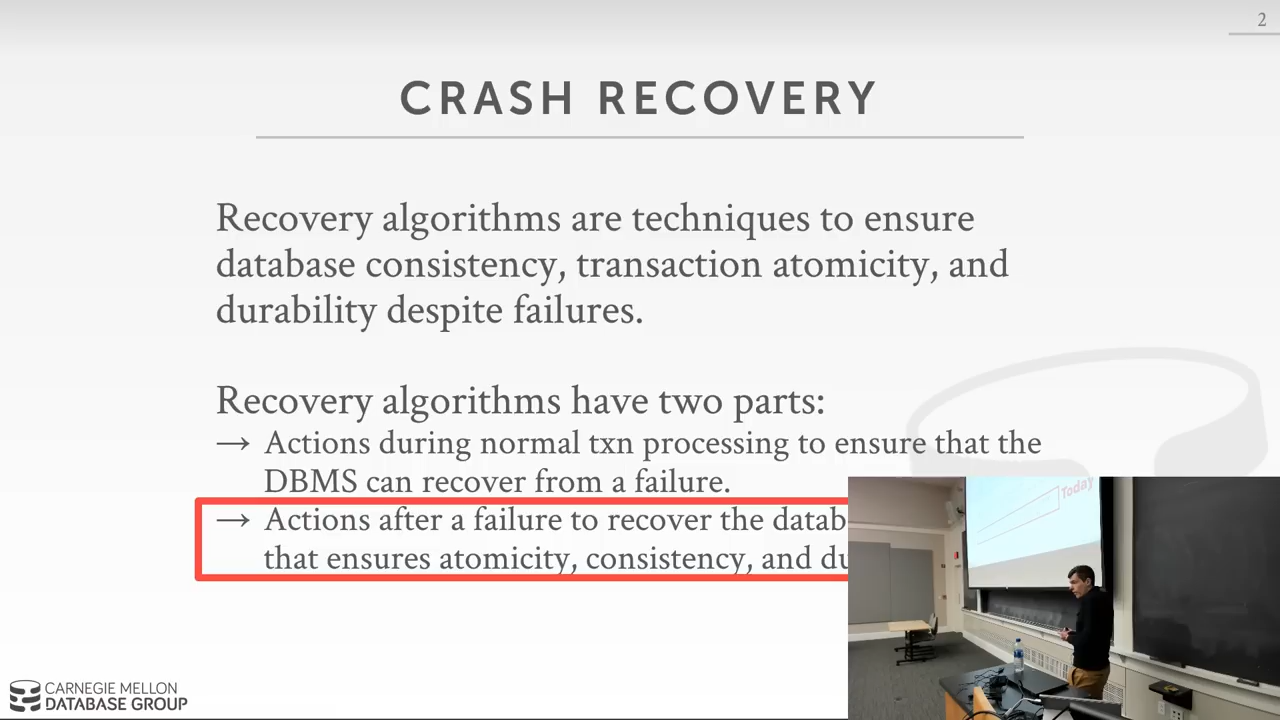 2
CRASH RECOVERY
Recovery algorithms are techniques to ensure
database consistency, transaction atomicity, and
durability despite failures.
Recovery algorithms have two parts:
→ Actions during normal txn processing to ensure that the
DBMS can recover from a failure.
→ Actions after a failure to recover the datab
that ensures atomicity, consistency, and du
Today
CARNEGIE MELLON
DATABASE GROUP